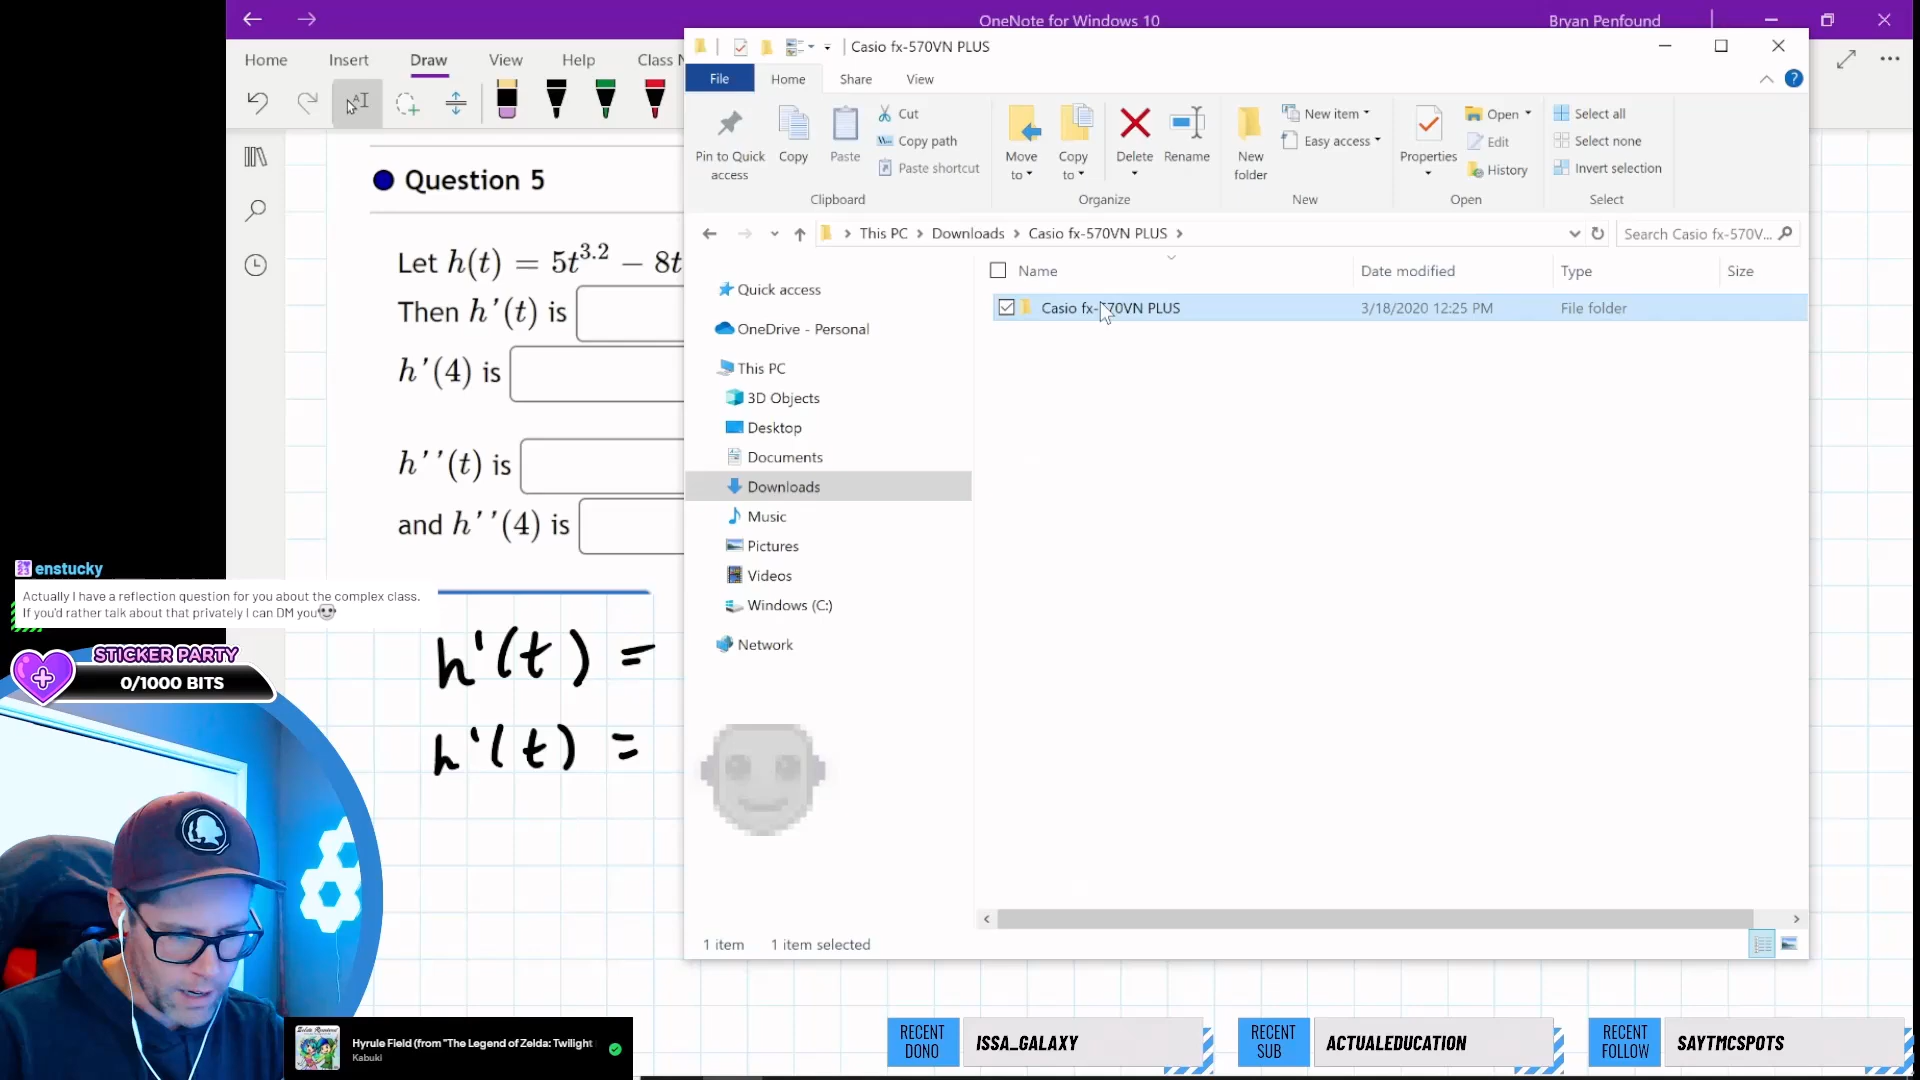 OneNote for Windows 10
Bryan Penfound
Home
Insert
Draw
View
Help
Class N
Question 5
Let h(t) = 5t^3.2 − 8t
Then h'(t) is
h'(4) is
h''(t) is
and h''(4) is
h'(t) =
h'(t) =
Casio fx-570VN PLUS
File
Home
Share
View
Pin to Quick access
Copy
Paste
Cut
Copy path
Paste shortcut
Clipboard
Move to
Copy to
Delete
Rename
Organize
New folder
New item
Easy access
New
Properties
Open
Edit
History
Open
Select all
Select none
Invert selection
Select
This PC
Downloads
Casio fx-570VN PLUS
Search Casio fx-570V...
Quick access
OneDrive - Personal
This PC
3D Objects
Desktop
Documents
Downloads
Music
Pictures
Videos
Windows (C:)
Network
Name
Date modified
Type
Size
Casio fx-570VN PLUS
3/18/2020 12:25 PM
File folder
1 item
1 item selected
enstucky
Actually I have a reflection question for you about the complex class.
If you'd rather talk about that privately I can DM you
STICKER PARTY
0/1000 BITS
Hyrule Field (from "The Legend of Zelda: Twilight
Kabuki
RECENT DONO
ISSA_GALAXY
RECENT SUB
ACTUALEDUCATION
RECENT FOLLOW
SAYTMCSPOTS